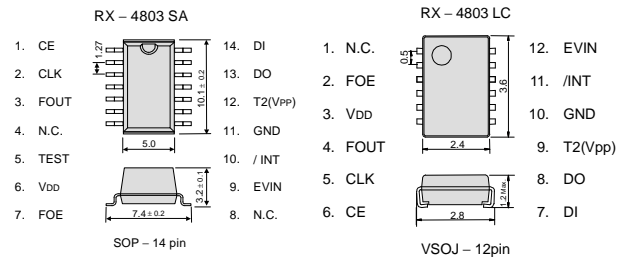 RX – 4803 SA
1. CE
2. CLK
3. FOUT
4. N.C.
5. TEST
6. VDD
7. FOE
1.27
10.1 ± 0.2
5.0
3.2 ± 0.1
7.4 ± 0.2
14. DI
13. DO
12. T2(VPP)
11. GND
10. / INT
9. EVIN
8. N.C.
SOP – 14 pin
RX – 4803 LC
1. N.C.
2. FOE
3. VDD
4. FOUT
5. CLK
6. CE
0.5
3.6
2.4
1.2 Max
2.8
12. EVIN
11. /INT
10. GND
9. T2(Vpp)
8. DO
7. DI
VSOJ – 12pin